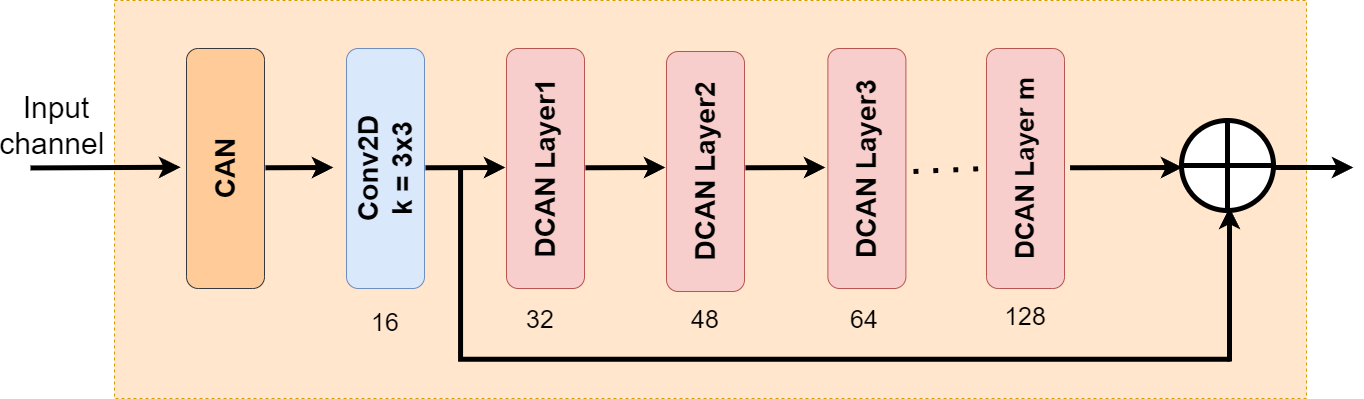 Input
channel
CAN
Conv2D
k = 3x3
DCAN Layer1
DCAN Layer2
DCAN Layer3
. . . . .
DCAN Layer m
16
32
48
64
128